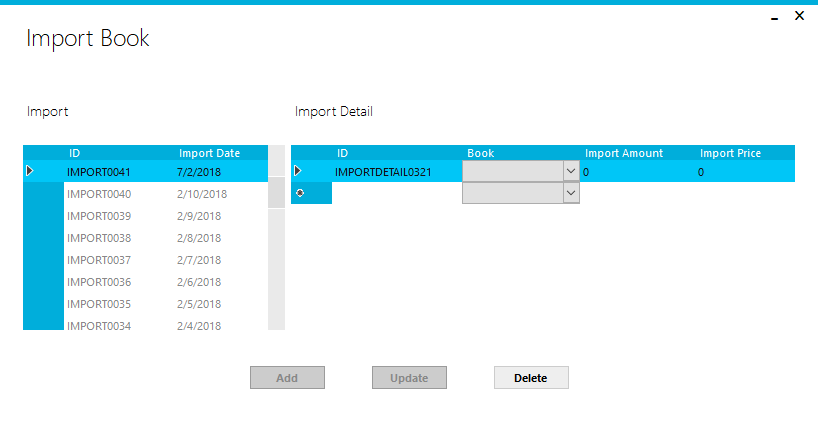 Import Book
Import
Import Detail
ID Import Date
IMPORT0041 7/2/2018
IMPORT0040 2/10/2018
IMPORT0039 2/9/2018
IMPORT0038 2/8/2018
IMPORT0037 2/7/2018
IMPORT0036 2/6/2018
IMPORT0035 2/5/2018
IMPORT0034 2/4/2018
ID Book Import Amount Import Price
IMPORTDETAIL0321 0 0
Add Update Delete